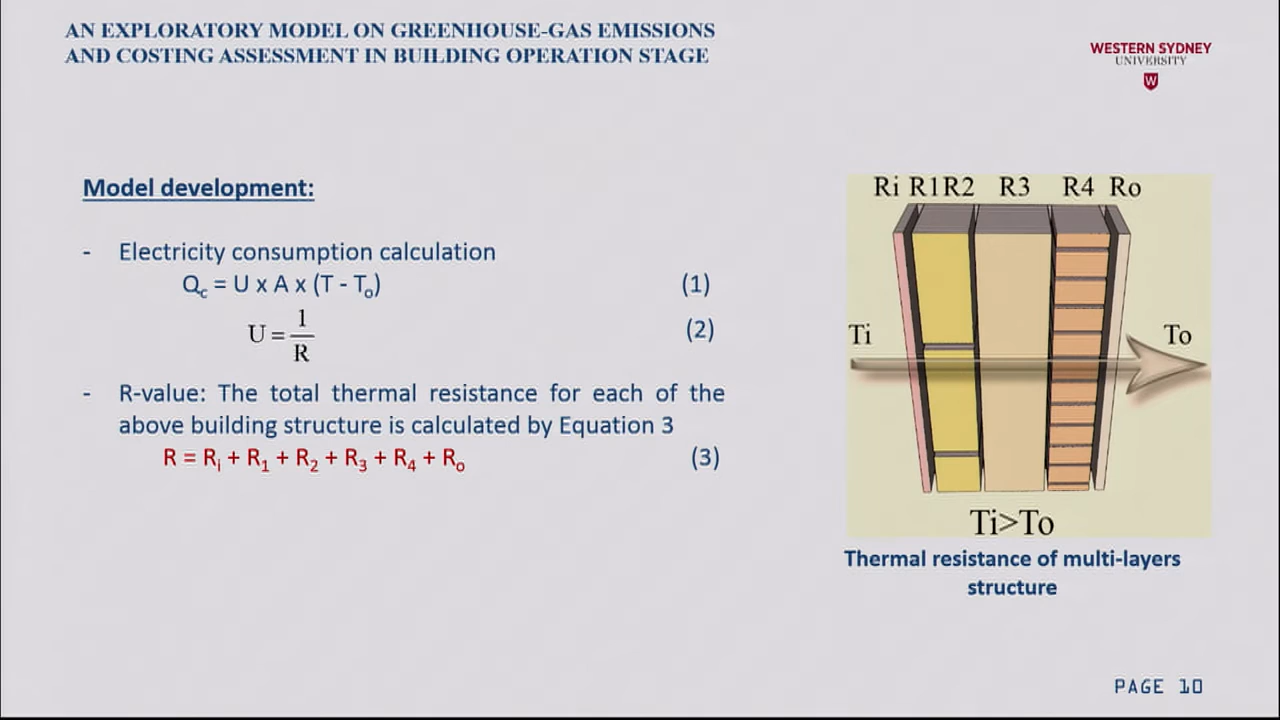 AN EXPLORATORY MODEL ON GREENHOUSE-GAS EMISSIONS
AND COSTING ASSESSMENT IN BUILDING OPERATION STAGE
WESTERN SYDNEY
UNIVERSITY
W
Model development:
- Electricity consumption calculation
Qc = U x A x (T - To) (1)
U = 1/R (2)
- R-value: The total thermal resistance for each of the
above building structure is calculated by Equation 3
R = Ri + R1 + R2 + R3 + R4 + Ro (3)
Ri R1 R2 R3 R4 Ro
Ti To
Ti>To
Thermal resistance of multi-layers
structure
PAGE 10